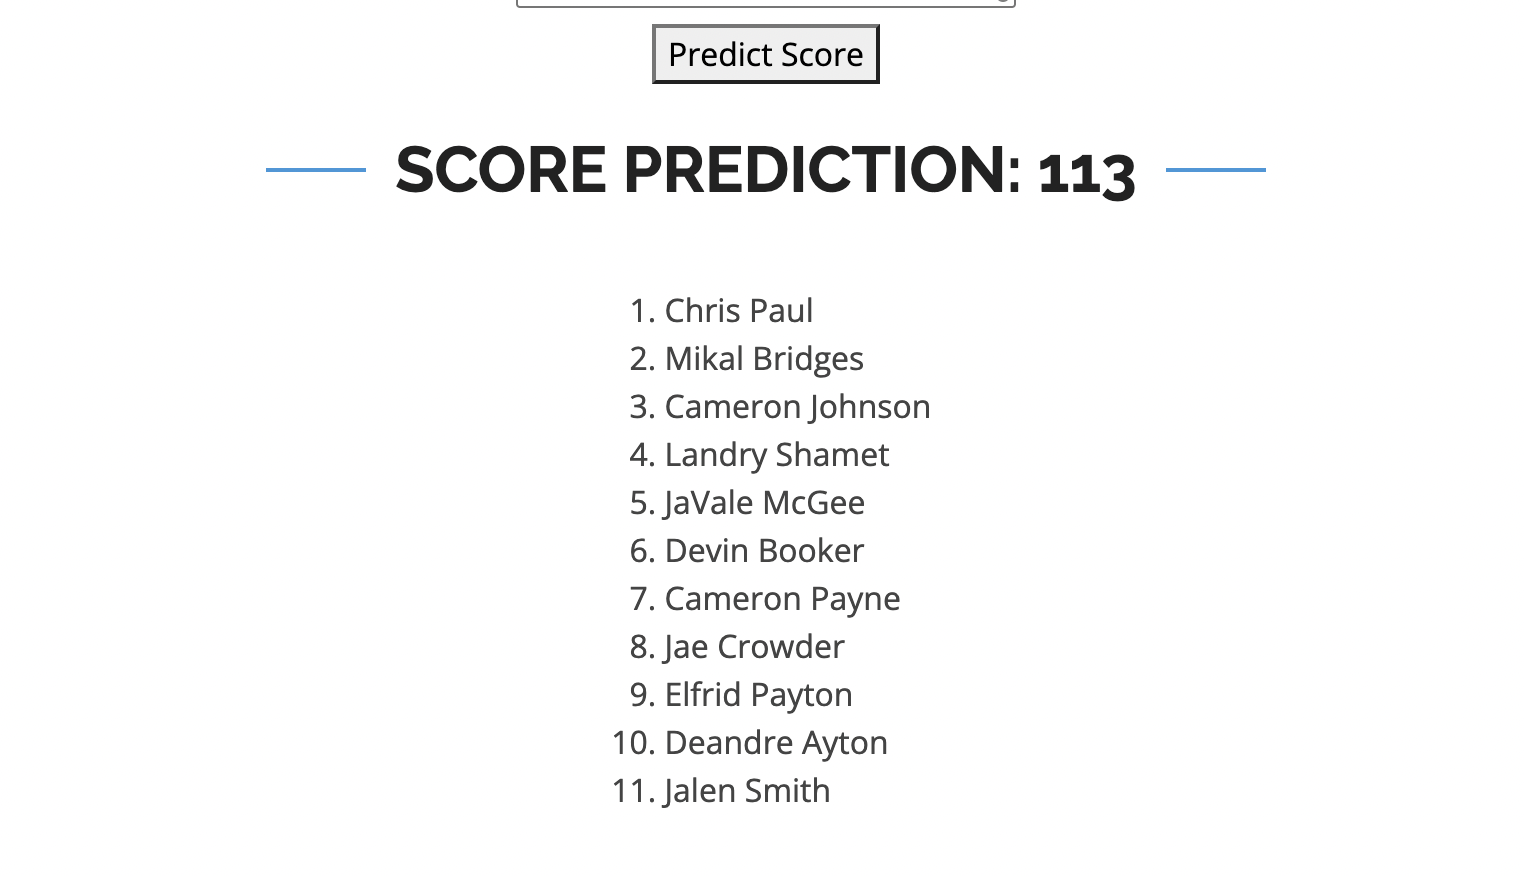 Predict Score
SCORE PREDICTION: 113
1. Chris Paul
2. Mikal Bridges
3. Cameron Johnson
4. Landry Shamet
5. JaVale McGee
6. Devin Booker
7. Cameron Payne
8. Jae Crowder
9. Elfrid Payton
10. Deandre Ayton
11. Jalen Smith